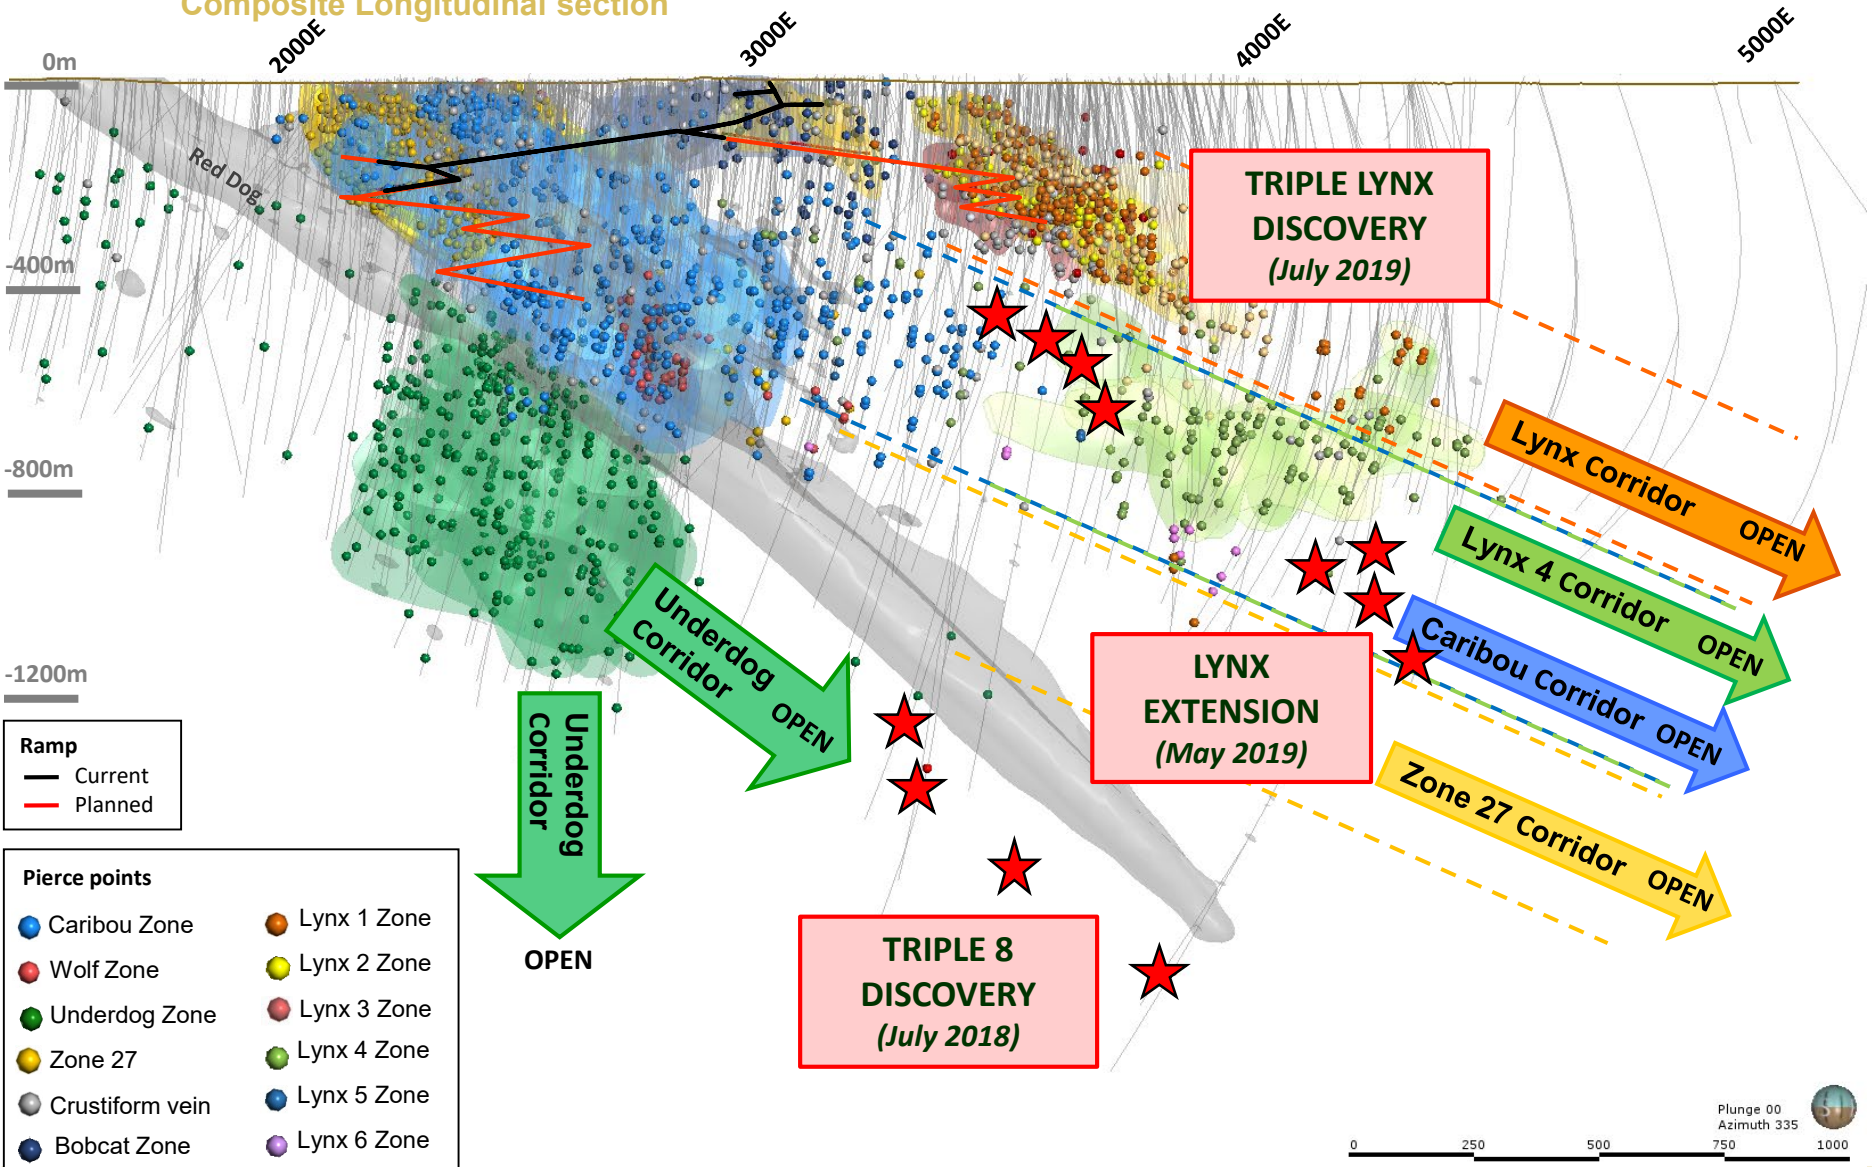 Composite Longitudinal section
2000E
3000E
4000E
5000E
0m
-400m
-800m
-1200m
Red Dog
TRIPLE LYNX
DISCOVERY
(July 2019)
Lynx Corridor OPEN
Lynx 4 Corridor OPEN
Caribou Corridor OPEN
Zone 27 Corridor OPEN
LYNX
EXTENSION
(May 2019)
Underdog
Corridor OPEN
Underdog
Corridor
OPEN
TRIPLE 8
DISCOVERY
(July 2018)
Ramp
Current
Planned
Pierce points
Caribou Zone
Wolf Zone
Underdog Zone
Zone 27
Crustiform vein
Bobcat Zone
Lynx 1 Zone
Lynx 2 Zone
Lynx 3 Zone
Lynx 4 Zone
Lynx 5 Zone
Lynx 6 Zone
Plunge 00
Azimuth 335
0 250 500 750 1000